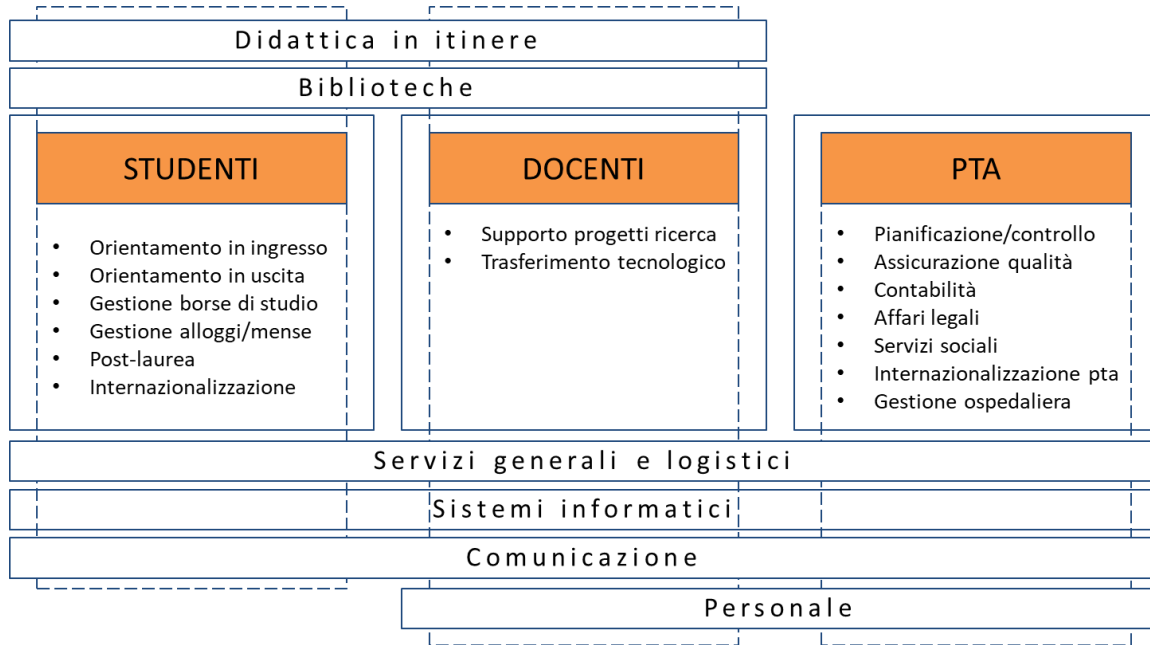 Didattica in itinere
Biblioteche
STUDENTI
• Orientamento in ingresso
• Orientamento in uscita
• Gestione borse di studio
• Gestione alloggi/mense
• Post-laurea
• Internazionalizzazione
DOCENTI
• Supporto progetti ricerca
• Trasferimento tecnologico
PTA
• Pianificazione/controllo
• Assicurazione qualità
• Contabilità
• Affari legali
• Servizi sociali
• Internazionalizzazione pta
• Gestione ospedaliera
Servizi generali e logistici
Sistemi informatici
Comunicazione
Personale